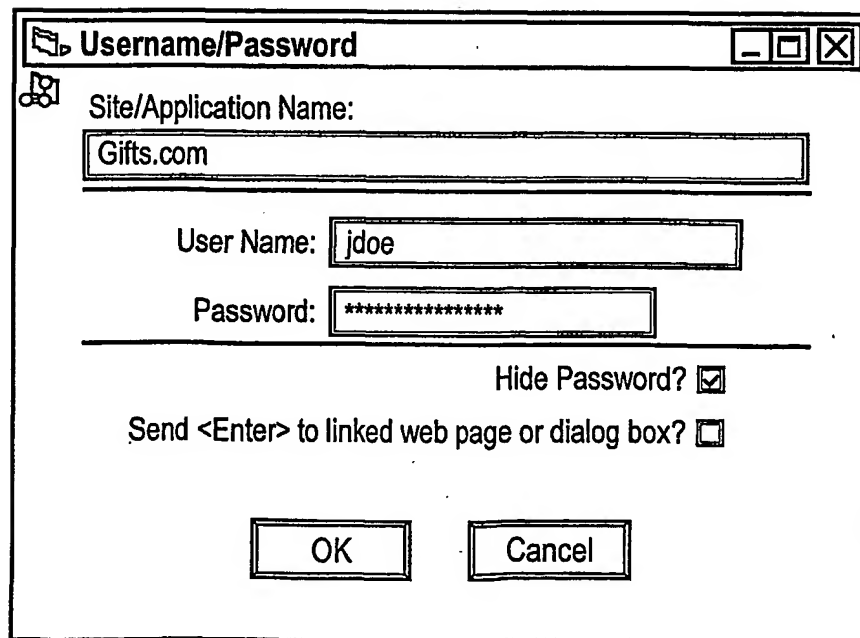 Username/Password
Site/Application Name:
Gifts.com
User Name: jdoe
Password: ****************
Hide Password?
Send <Enter> to linked web page or dialog box?
OK Cancel